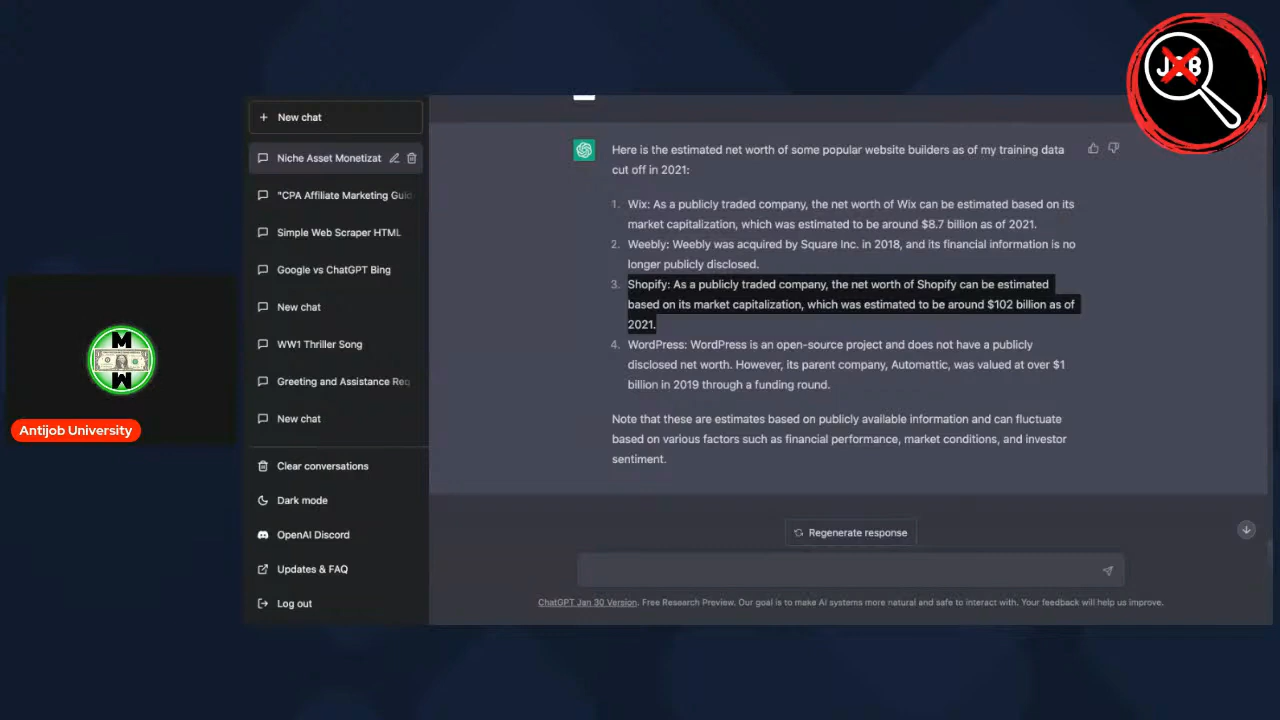 JOB
New chat
Niche Asset Monetizat
"CPA Affiliate Marketing Guid
Simple Web Scraper HTML
Google vs ChatGPT Bing
New chat
WW1 Thriller Song
Greeting and Assistance Req
New chat
Clear conversations
Dark mode
OpenAI Discord
Updates & FAQ
Log out
M
M
Antijob University
Here is the estimated net worth of some popular website builders as of my training data
cut off in 2021:
1. Wix: As a publicly traded company, the net worth of Wix can be estimated based on its
market capitalization, which was estimated to be around $8.7 billion as of 2021.
2. Weebly: Weebly was acquired by Square Inc. in 2018, and its financial information is no
longer publicly disclosed.
3. Shopify: As a publicly traded company, the net worth of Shopify can be estimated
based on its market capitalization, which was estimated to be around $102 billion as of
2021.
4. WordPress: WordPress is an open-source project and does not have a publicly
disclosed net worth. However, its parent company, Automattic, was valued at over $1
billion in 2019 through a funding round.
Note that these are estimates based on publicly available information and can fluctuate
based on various factors such as financial performance, market conditions, and investor
sentiment.
Regenerate response
ChatGPT Jan 30 Version. Free Research Preview. Our goal is to make AI systems more natural and safe to interact with. Your feedback will help us improve.